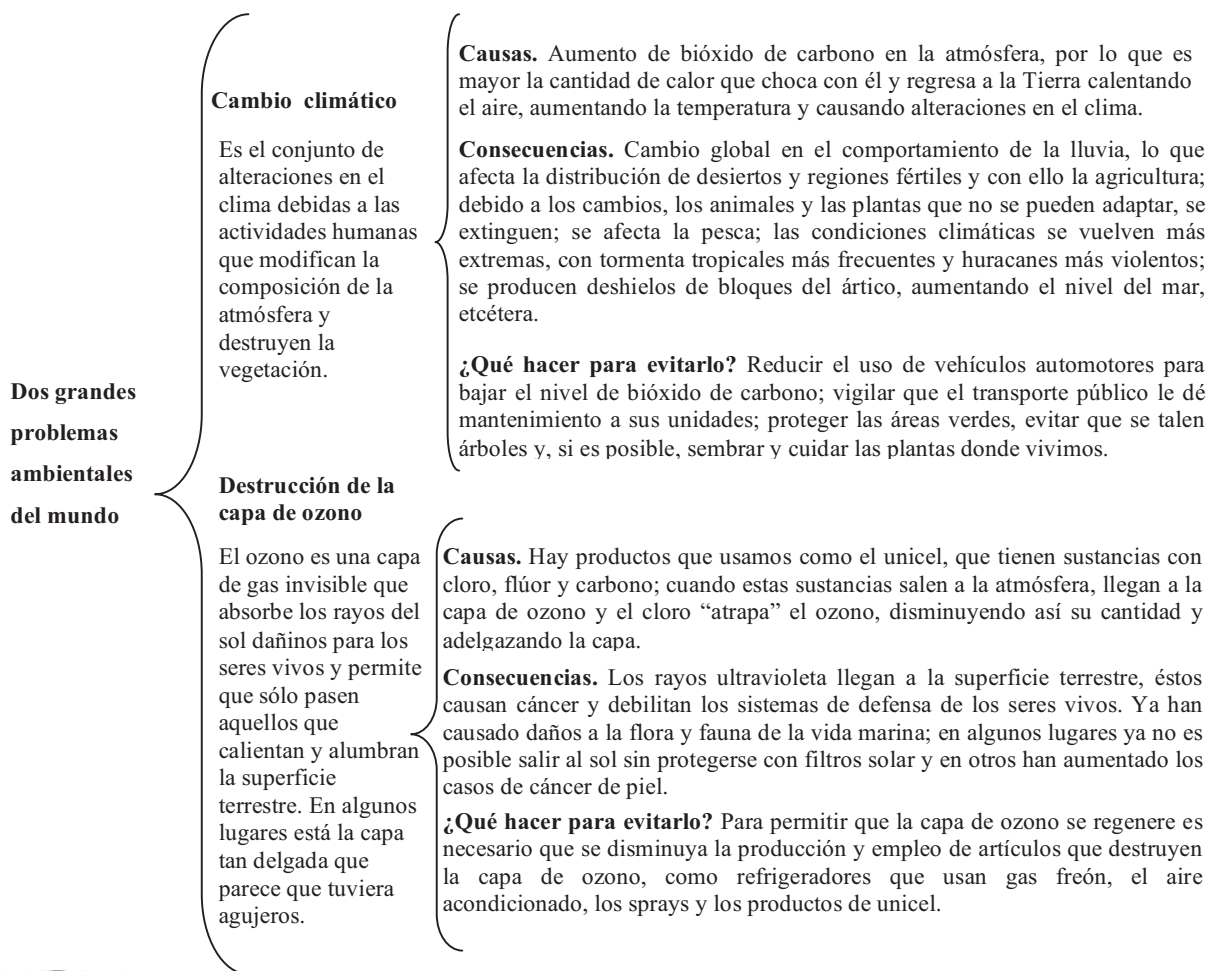 Dos grandes
problemas
ambientales
del mundo
Cambio climático
Es el conjunto de
alteraciones en el
clima debidas a las
actividades humanas
que modifican la
composición de la
atmósfera y
destruyen la
vegetación.
Causas. Aumento de bióxido de carbono en la atmósfera, por lo que es
mayor la cantidad de calor que choca con él y regresa a la Tierra calentando
el aire, aumentando la temperatura y causando alteraciones en el clima.
Consecuencias. Cambio global en el comportamiento de la lluvia, lo que
afecta la distribución de desiertos y regiones fértiles y con ello la agricultura;
debido a los cambios, los animales y las plantas que no se pueden adaptar, se
extinguen; se afecta la pesca; las condiciones climáticas se vuelven más
extremas, con tormenta tropicales más frecuentes y huracanes más violentos;
se producen deshielos de bloques del ártico, aumentando el nivel del mar,
etcétera.
¿Qué hacer para evitarlo? Reducir el uso de vehículos automotores para
bajar el nivel de bióxido de carbono; vigilar que el transporte público le dé
mantenimiento a sus unidades; proteger las áreas verdes, evitar que se talen
árboles y, si es posible, sembrar y cuidar las plantas donde vivimos.
Destrucción de la
capa de ozono
El ozono es una capa
de gas invisible que
absorbe los rayos del
sol dañinos para los
seres vivos y permite
que sólo pasen
aquellos que
calientan y alumbran
la superficie
terrestre. En algunos
lugares está la capa
tan delgada que
parece que tuviera
agujeros.
Causas. Hay productos que usamos como el unicel, que tienen sustancias con
cloro, flúor y carbono; cuando estas sustancias salen a la atmósfera, llegan a la
capa de ozono y el cloro “atrapa” el ozono, disminuyendo así su cantidad y
adelgazando la capa.
Consecuencias. Los rayos ultravioleta llegan a la superficie terrestre, éstos
causan cáncer y debilitan los sistemas de defensa de los seres vivos. Ya han
causado daños a la flora y fauna de la vida marina; en algunos lugares ya no es
posible salir al sol sin protegerse con filtros solar y en otros han aumentado los
casos de cáncer de piel.
¿Qué hacer para evitarlo? Para permitir que la capa de ozono se regenere es
necesario que se disminuya la producción y empleo de artículos que destruyen
la capa de ozono, como refrigeradores que usan gas freón, el aire
acondicionado, los sprays y los productos de unicel.